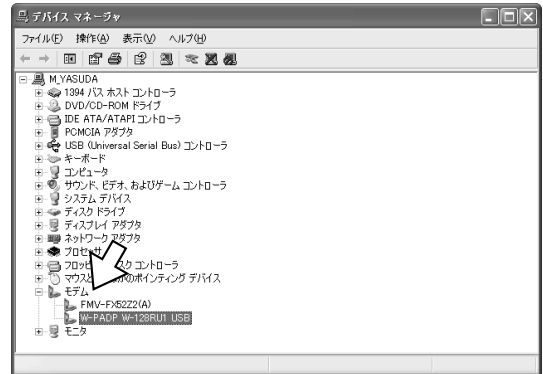 デバイス マネージャ
ファイル(F) 操作(A) 表示(V) ヘルプ(H)
M_YASUDA
1394 バス ホスト コントローラ
DVD/CD-ROM ドライブ
IDE ATA/ATAPI コントローラ
PCMCIA アダプタ
USB (Universal Serial Bus) コントローラ
キーボード
コンピュータ
サウンド、ビデオ、およびゲーム コントローラ
システム デバイス
ディスク ドライブ
ディスプレイ アダプタ
ネットワーク アダプタ
プロセッサ
フロッピ スク コントローラ
マウスと のポインティング デバイス
モデム
FMV-FX52Z2(A)
W-PADP W-128RU1 USB
モニタ